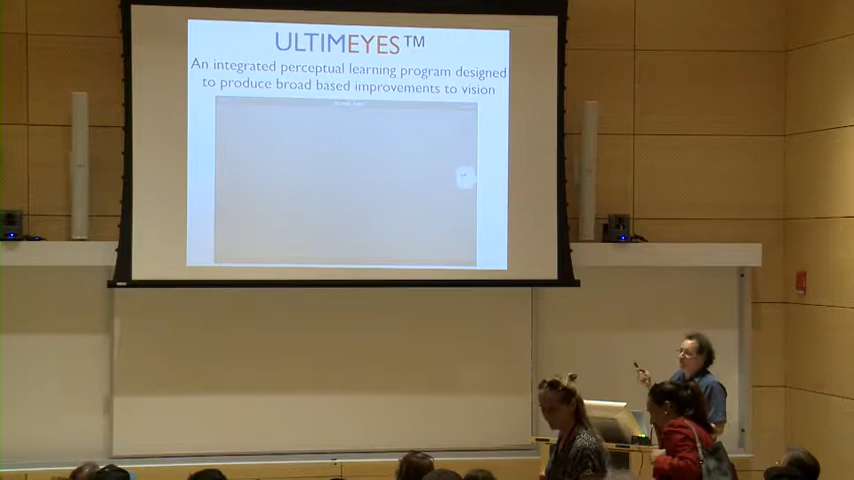 ULTIMEYES™
An integrated perceptual learning program designed
to produce broad based improvements to vision